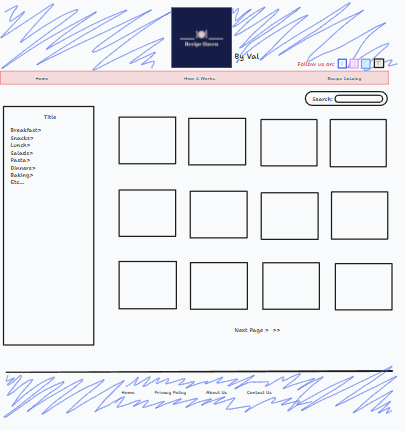 Recipe Haven
By Val
Follow us on:
Home How it Works Recipe Catalog
Search:
Title
Breakfast>
Snacks>
Lunch>
Salads>
Pasta>
Dinners>
Baking>
Etc...
Next Page > >>
Home Privacy Policy About Us Contact Us